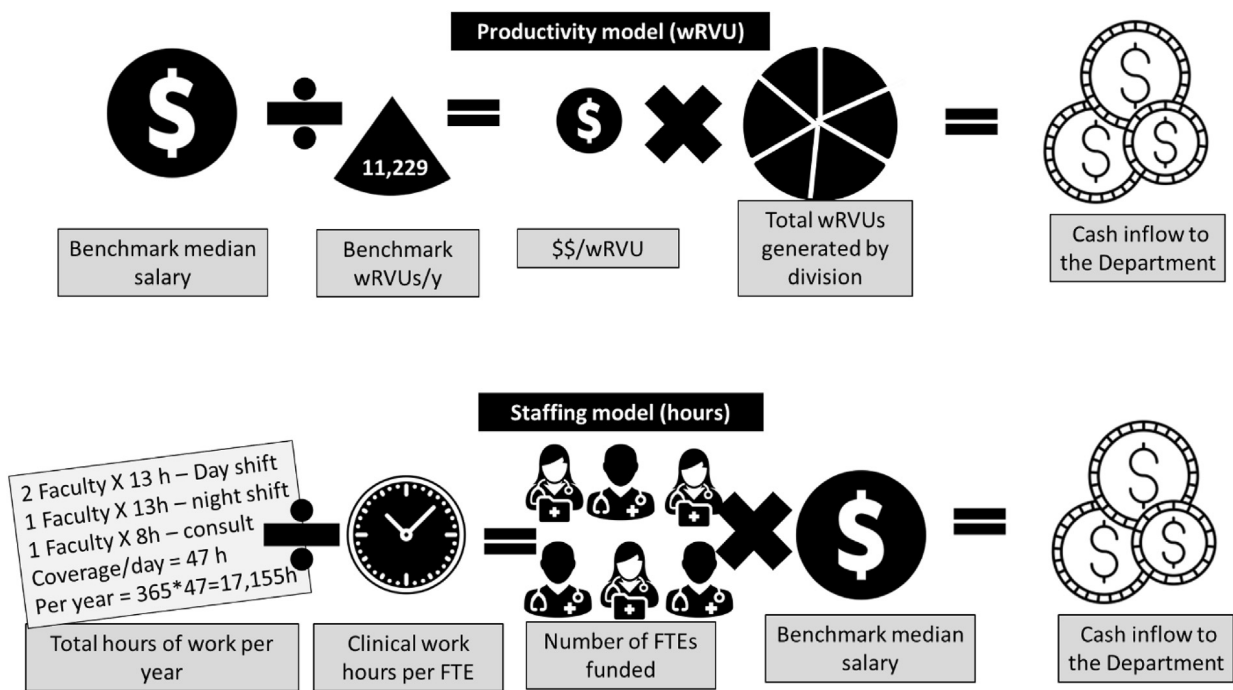 Productivity model (wRVU)
$
11,229
$
$
$
$
Benchmark median
salary
Benchmark
wRVUs/y
$$/wRVU
Total wRVUs
generated by
division
Cash inflow to
the Department
Staffing model (hours)
2 Faculty X 13 h – Day shift
1 Faculty X 13h – night shift
1 Faculty X 8h – consult
Coverage/day = 47 h
Per year = 365*47=17,155h
$
$
$
$
Total hours of work per
year
Clinical work
hours per FTE
Number of FTEs
funded
Benchmark median
salary
Cash inflow to
the Department